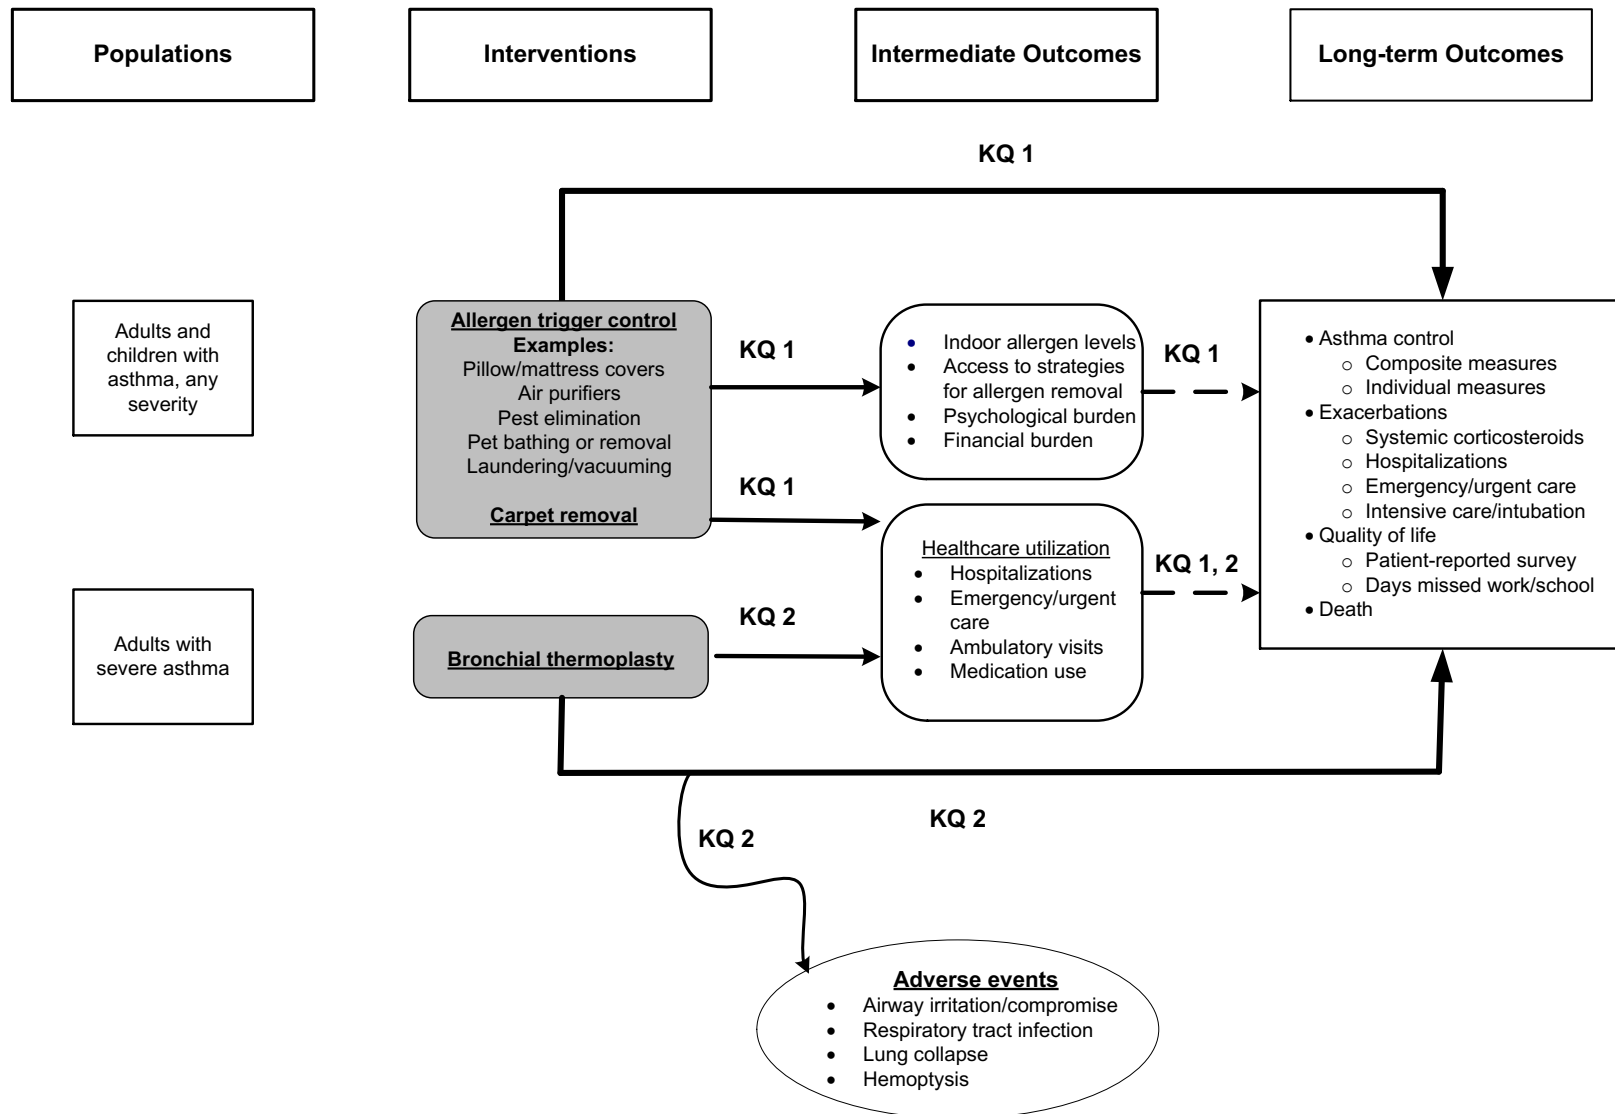 Populations
Interventions
Intermediate Outcomes
Long-term Outcomes
KQ 1
Adults and
children with
asthma, any
severity
Allergen trigger control
Examples:
Pillow/mattress covers
Air purifiers
Pest elimination
Pet bathing or removal
Laundering/vacuuming
Carpet removal
KQ 1
KQ 1
• Indoor allergen levels
• Access to strategies
for allergen removal
• Psychological burden
• Financial burden
KQ 1
• Asthma control
o Composite measures
o Individual measures
• Exacerbations
o Systemic corticosteroids
o Hospitalizations
o Emergency/urgent care
o Intensive care/intubation
• Quality of life
o Patient-reported survey
o Days missed work/school
• Death
Adults with
severe asthma
Bronchial thermoplasty
KQ 2
Healthcare utilization
• Hospitalizations
• Emergency/urgent
care
• Ambulatory visits
• Medication use
KQ 1, 2
KQ 2
KQ 2
Adverse events
• Airway irritation/compromise
• Respiratory tract infection
• Lung collapse
• Hemoptysis